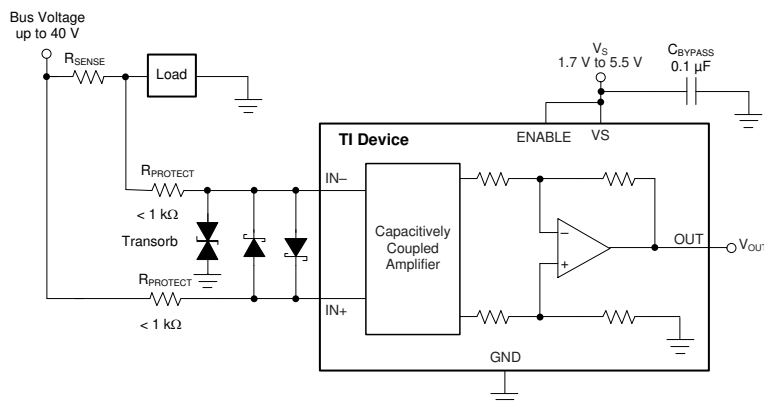 Bus Voltage
up to 40 V
RSENSE
Load
VS
1.7 V to 5.5 V
CBYPASS
0.1 µF
ENABLE
VS
TI Device
RPROTECT
< 1 kΩ
Transorb
IN–
Capacitively
Coupled
Amplifier
–
+
OUT
VOUT
RPROTECT
< 1 kΩ
IN+
GND